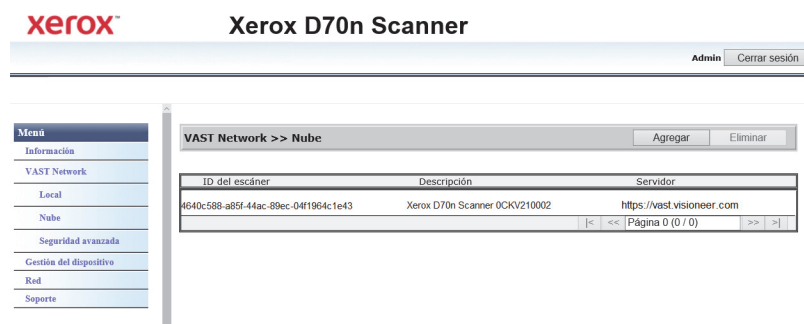 xerox™
Xerox D70n Scanner
Admin Cerrar sesión
Menú
Información
VAST Network
Local
Nube
Seguridad avanzada
Gestión del dispositivo
Red
Soporte
VAST Network >> Nube Agregar Eliminar
ID del escáner Descripción Servidor
4640c588-a85f-44ac-89ec-04f1964c1e43 Xerox D70n Scanner 0CKV210002 https://vast.visioneer.com
|< << Página 0 (0 / 0) >> >|